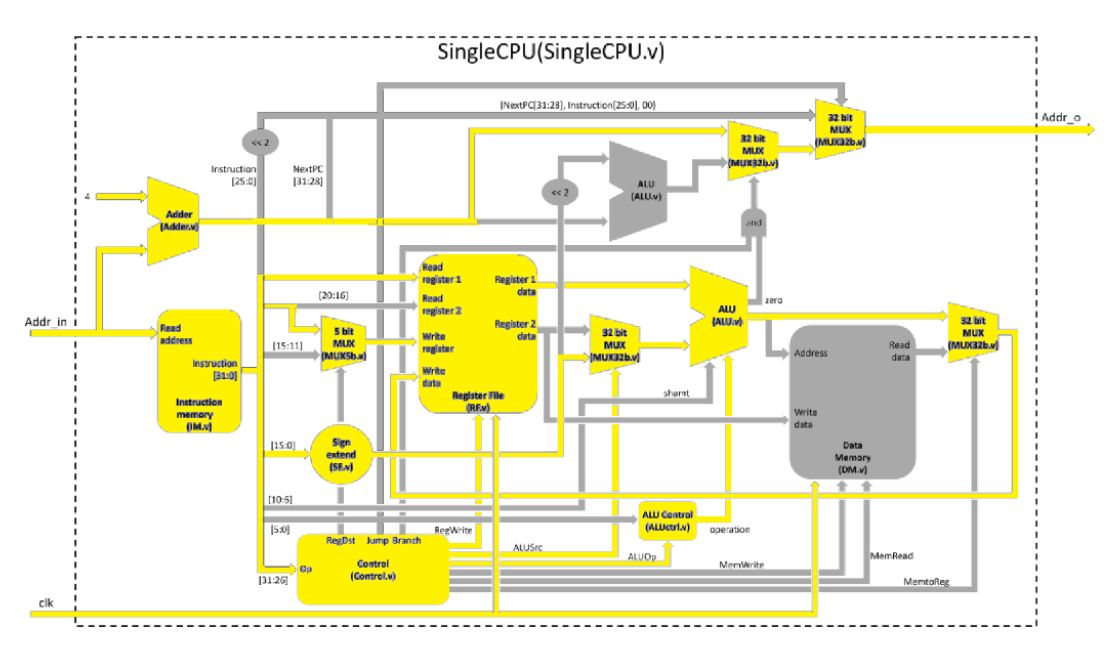 SingleCPU(SingleCPU.v)
(NextPC[31:28], Instruction[25:0], 00)
32 bit
MUX
(MUX32b.v)
Addr_o
<< 2
32 bit
MUX
(MUX32b.v)
Instruction
[25:0]
NextPC
[31:28]
ALU
(ALU.v)
<< 2
4
Adder
(Adder.v)
and
Read
register 1
Register 1
data
[20:16]
Read
register 2
zero
Addr_in
Read
address
5 bit
MUX
(MUX5b.v)
Write
register
Register 2
data
32 bit
MUX
(MUX32b.v)
ALU
(ALU.v)
32 bit
MUX
(MUX32b.v)
[15:11]
Address
Read
data
Instruction
[31:0]
Write
data
Register File
(RF.v)
shamt
Instruction
memory
(IM.v)
Write
data
[15:0]
Sign
extend
(SE.v)
Data
Memory
(DM.v)
[10:6]
[5:0]
ALU Control
(ALUctrl.v)
operation
RegDst
Jump
Branch
RegWrite
ALUSrc
ALUOp
MemRead
Op
Control
(Control.v)
MemWrite
[31:26]
MemtoReg
clk